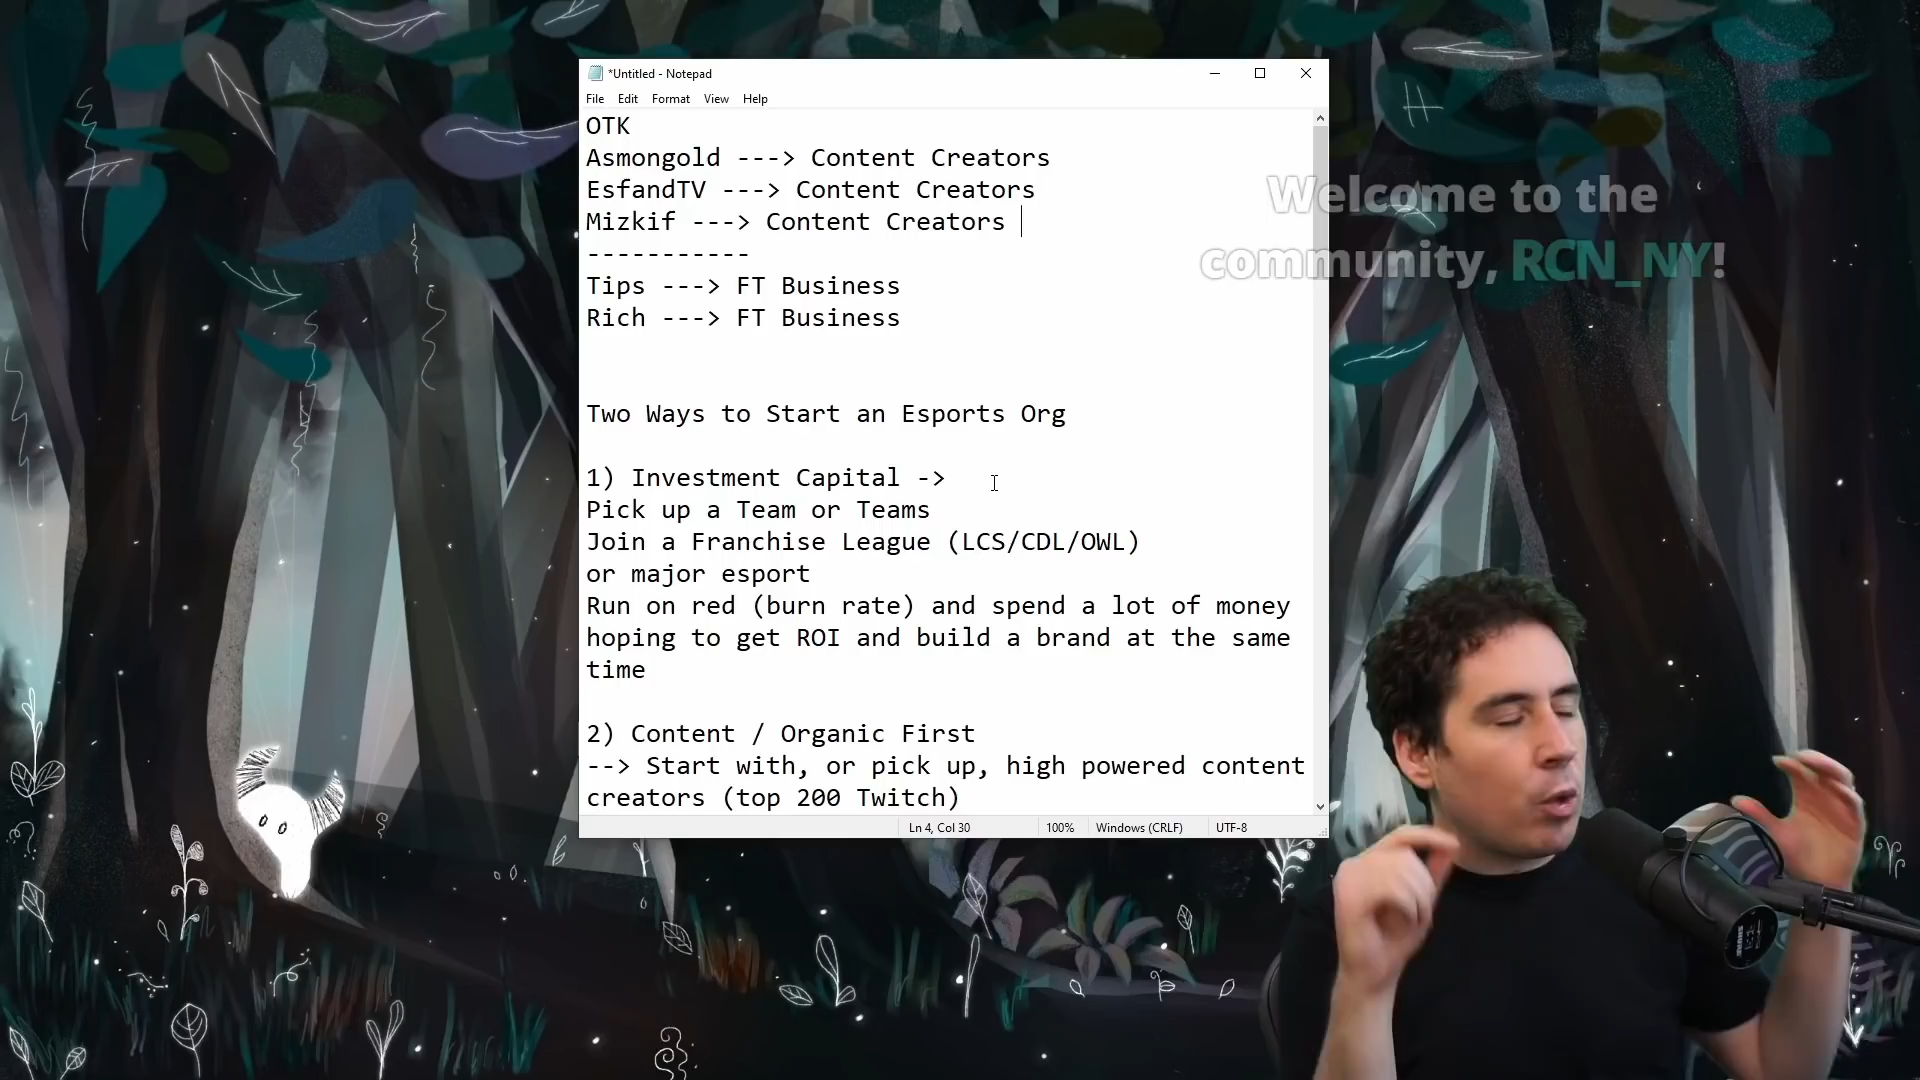 *Untitled - Notepad
File Edit Format View Help
OTK
Asmongold ---> Content Creators
EsfandTV ---> Content Creators
Mizkif ---> Content Creators
-----------
Tips ---> FT Business
Rich ---> FT Business
Two Ways to Start an Esports Org
1) Investment Capital ->
Pick up a Team or Teams
Join a Franchise League (LCS/CDL/OWL)
or major esport
Run on red (burn rate) and spend a lot of money
hoping to get ROI and build a brand at the same
time
2) Content / Organic First
--> Start with, or pick up, high powered content
creators (top 200 Twitch)
Ln 4, Col 30 100% Windows (CRLF) UTF-8
Welcome to the
community, RCN_NY!
SHURE